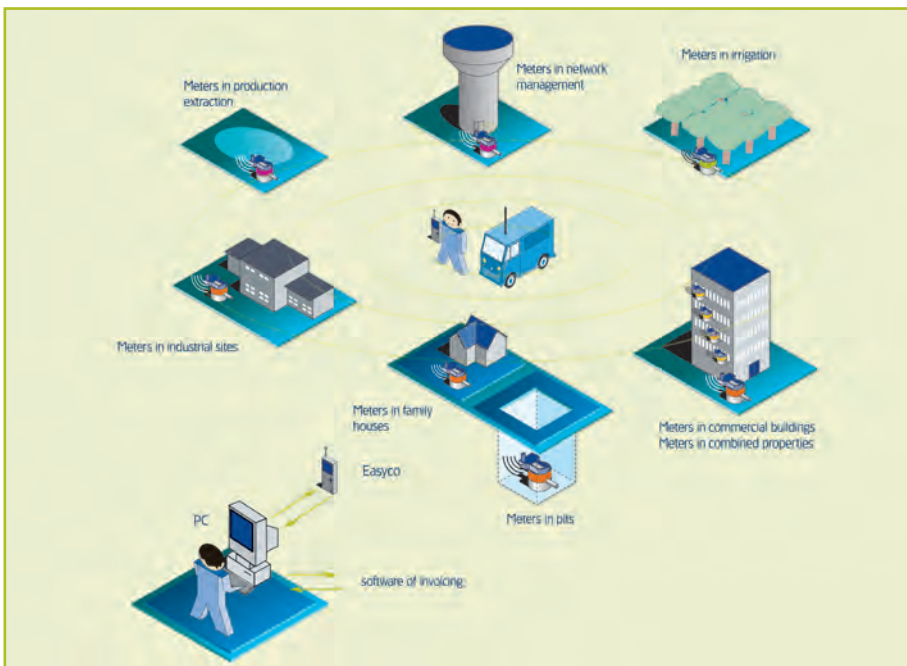 Meters in production
extraction
Meters in network
management
Meters in irrigation
Meters in industrial sites
Meters in family
houses
Meters in commercial buildings
Meters in combined properties
Meters in pits
Easyco
PC
software of invoicing